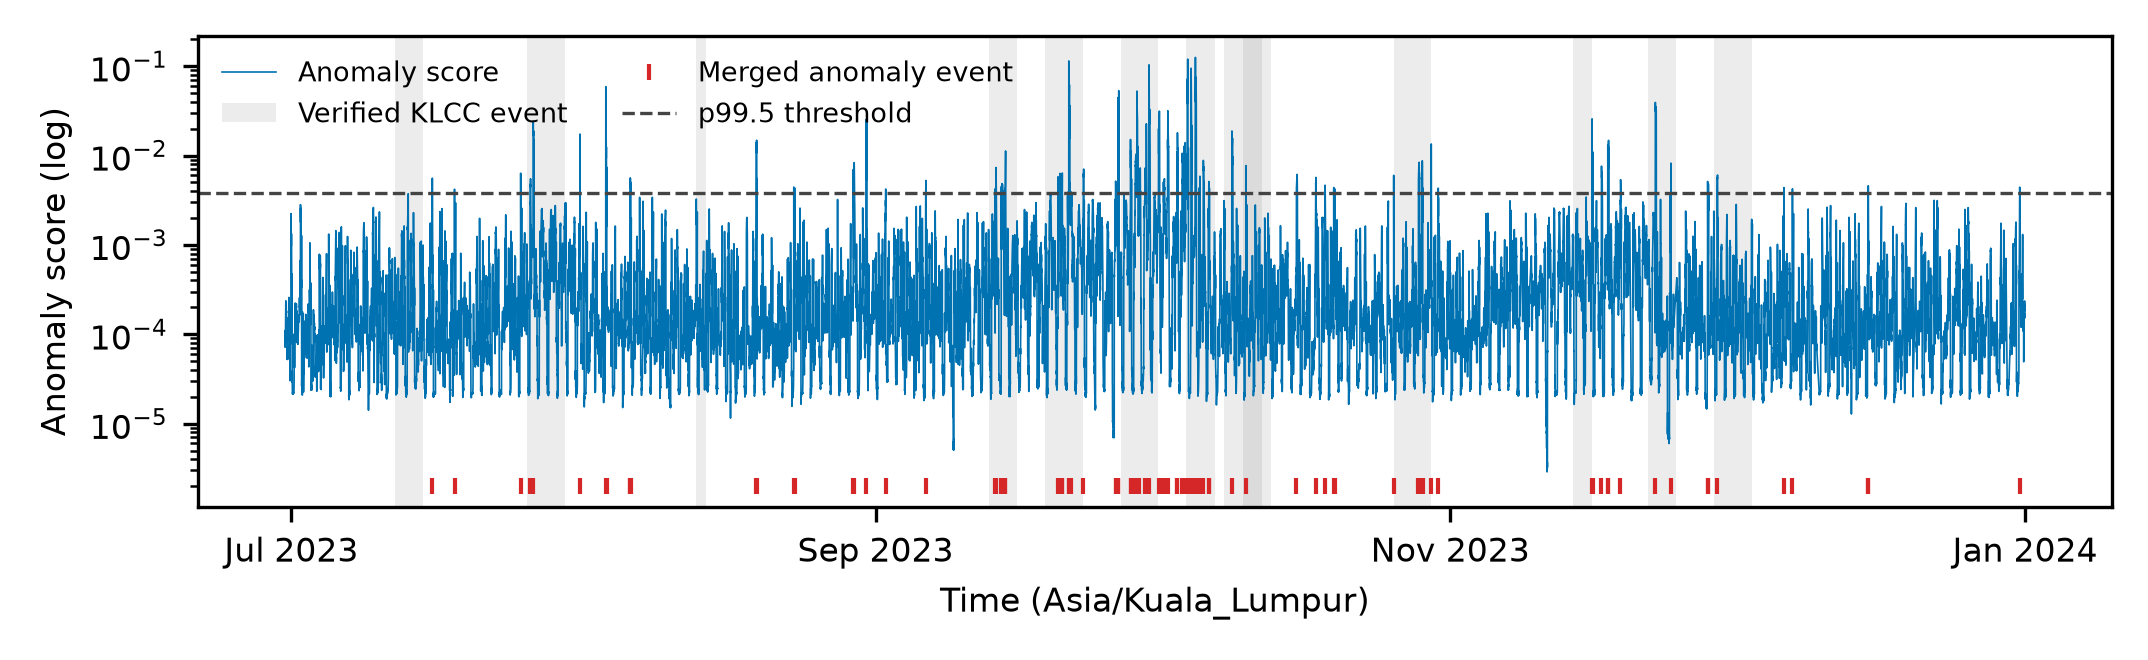 Anomaly score
Verified KLCC event
Merged anomaly event
p99.5 threshold
Anomaly score (log)
10⁻¹
10⁻²
10⁻³
10⁻⁴
10⁻⁵
Jul 2023
Sep 2023
Nov 2023
Jan 2024
Time (Asia/Kuala_Lumpur)